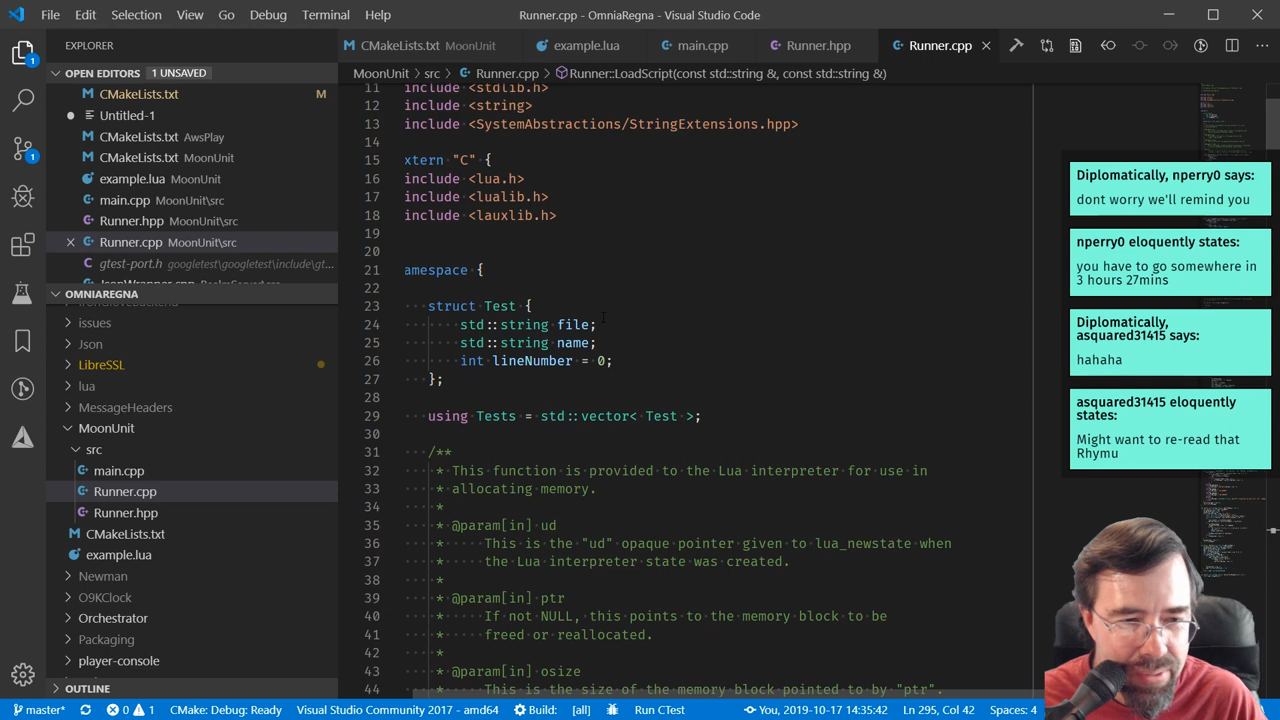 File Edit Selection View Go Debug Terminal Help
Runner.cpp - OmniaRegna - Visual Studio Code
EXPLORER
CMakeLists.txt MoonUnit
example.lua
main.cpp
Runner.hpp
Runner.cpp
OPEN EDITORS 1 UNSAVED
MoonUnit > src > Runner.cpp > Runner::LoadScript(const std::string &, const std::string &)
CMakeLists.txt M
Untitled-1
CMakeLists.txt AwsPlay
CMakeLists.txt MoonUnit
example.lua MoonUnit
main.cpp MoonUnit\src
Runner.hpp MoonUnit\src
Runner.cpp MoonUnit\src
gtest-port.h googletest\googletest\include\gt...
OMNIAREGNA
issues
Json
LibreSSL
lua
MessageHeaders
MoonUnit
src
main.cpp
Runner.cpp
Runner.hpp
CMakeLists.txt
example.lua
Newman
O9KClock
Orchestrator
Packaging
player-console
OUTLINE
11 include <stdlib.h>
12 include <string>
13 include <SystemAbstractions/StringExtensions.hpp>
14
15 xtern "C" {
16 include <lua.h>
17 include <lualib.h>
18 include <lauxlib.h>
19
20
21 amespace {
22
23 struct Test {
24 std::string file;
25 std::string name;
26 int lineNumber = 0;
27 };
28
29 using Tests = std::vector< Test >;
30
31 /**
32 * This function is provided to the Lua interpreter for use in
33 * allocating memory.
34 *
35 * @param[in] ud
36 * This is the "ud" opaque pointer given to lua_newstate when
37 * the Lua interpreter state was created.
38 *
39 * @param[in] ptr
40 * If not NULL, this points to the memory block to be
41 * freed or reallocated.
42 *
43 * @param[in] osize
44 * This is the size of the memory block pointed to by "ptr".
Diplomatically, nperry0 says:
dont worry we'll remind you
nperry0 eloquently states:
you have to go somewhere in
3 hours 27mins
Diplomatically,
asquared31415 says:
hahaha
asquared31415 eloquently
states:
Might want to re-read that
Rhymu
master* 0 1 CMake: Debug: Ready Visual Studio Community 2017 - amd64 Build: [all] Run CTest You, 2019-10-17 14:35:42 Ln 295, Col 42 Spaces: 4